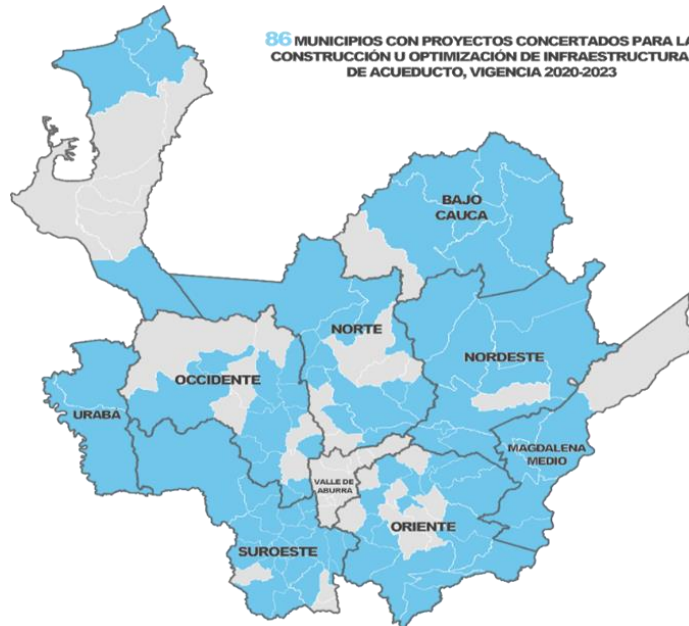 86 MUNICIPIOS CON PROYECTOS CONCERTADOS PARA LA
CONSTRUCCIÓN U OPTIMIZACIÓN DE INFRAESTRUCTURA
DE ACUEDUCTO, VIGENCIA 2020-2023
BAJO
CAUCA
NORTE
NORDESTE
OCCIDENTE
URABÁ
MAGDALENA
MEDIO
VALLE DE
ABURRA
ORIENTE
SUROESTE